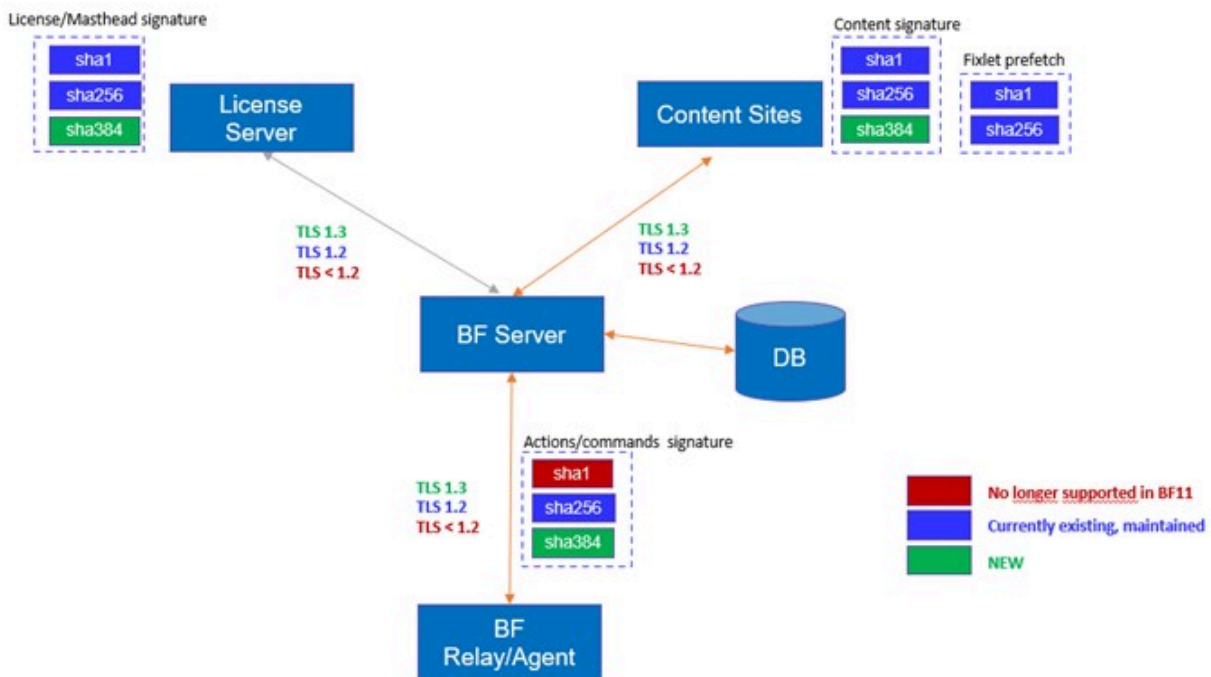 License/Masthead signature
sha1
sha256
sha384
License
Server
Content signature
sha1
sha256
sha384
Fixlet prefetch
sha1
sha256
Content Sites
TLS 1.3
TLS 1.2
TLS < 1.2
TLS 1.3
TLS 1.2
TLS < 1.2
BF Server
DB
Actions/commands signature
sha1
sha256
sha384
TLS 1.3
TLS 1.2
TLS < 1.2
BF
Relay/Agent
No longer supported in BF11
Currently existing, maintained
NEW